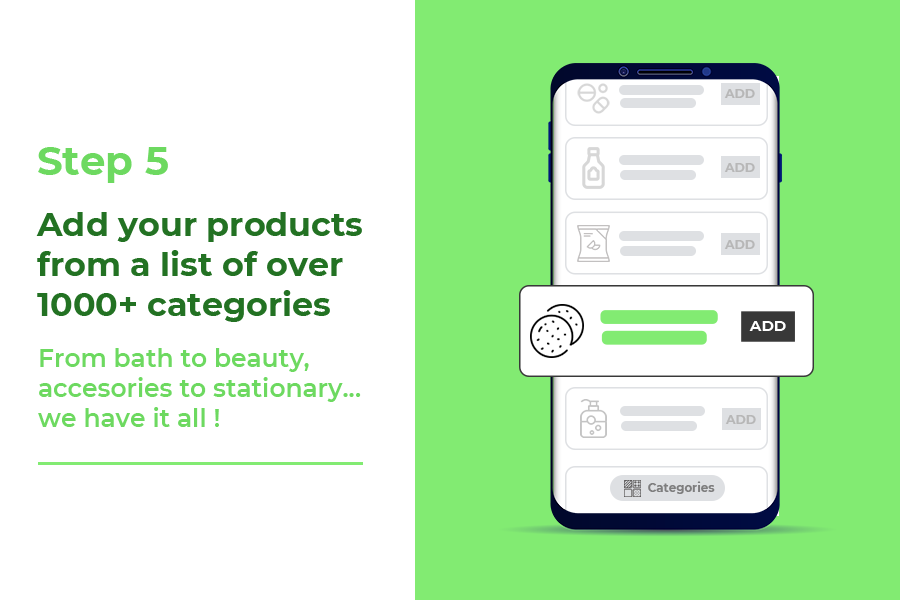 Step 5
Add your products
from a list of over
1000+ categories
From bath to beauty,
accesories to stationary...
we have it all !
ADD
ADD
ADD
ADD
ADD
Categories